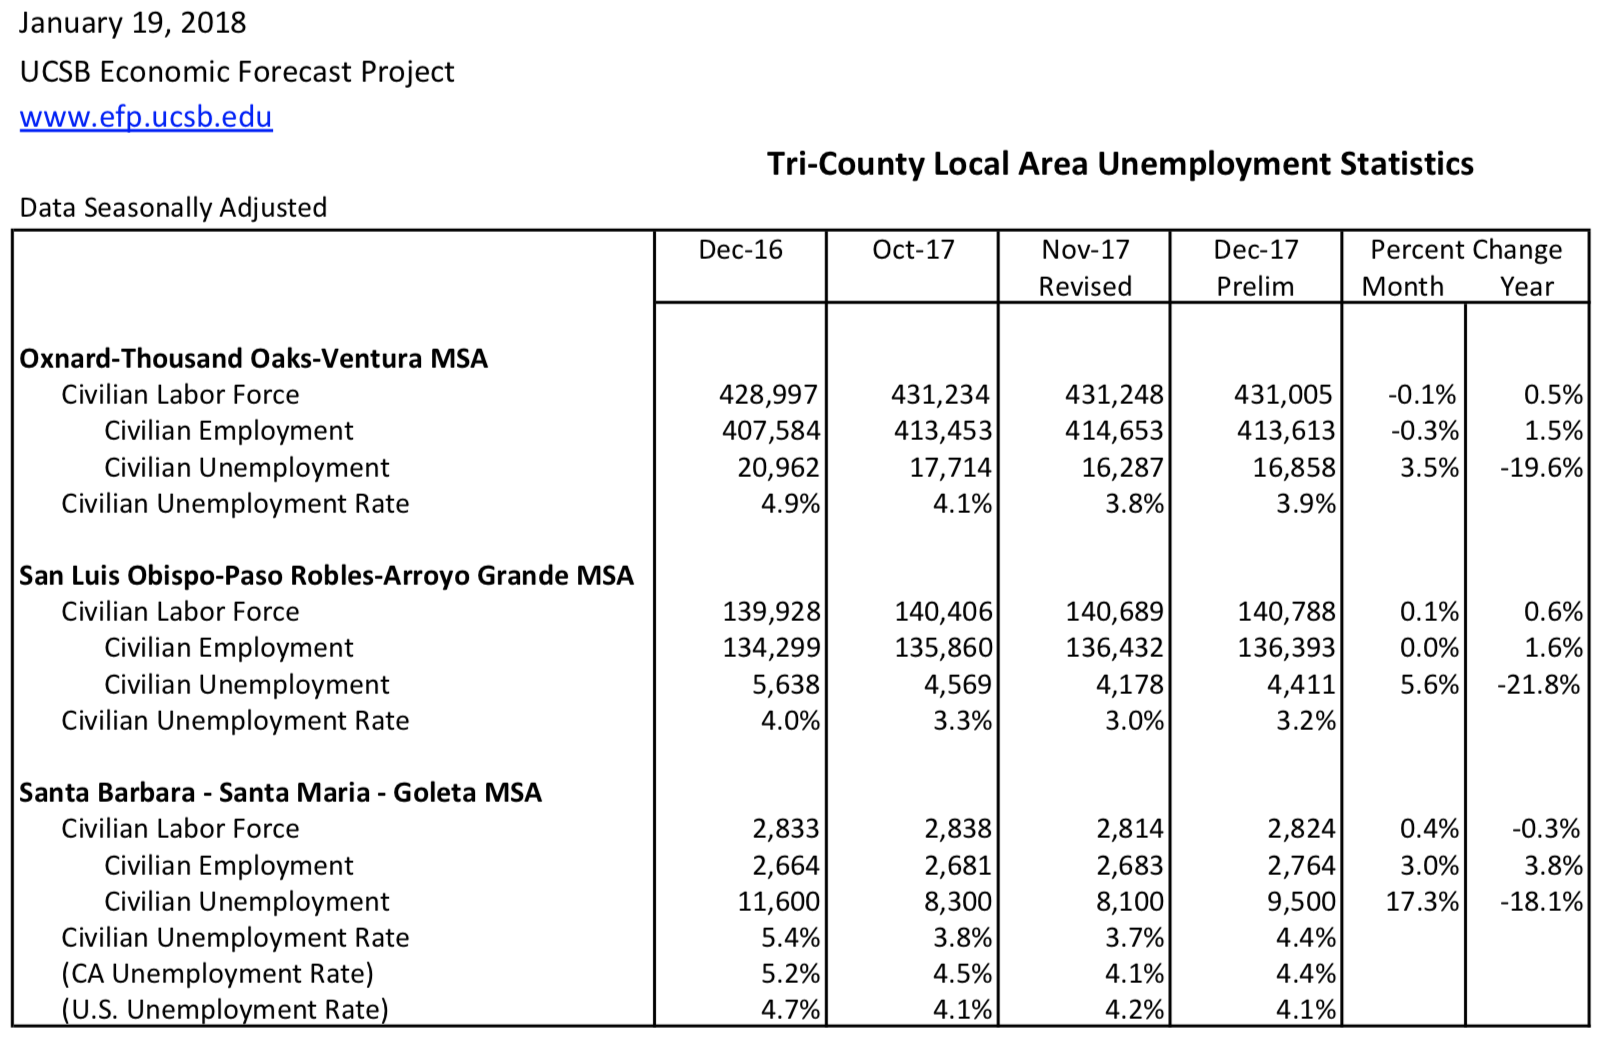 January 19, 2018
UCSB Economic Forecast Project
www.efp.ucsb.edu
Tri-County Local Area Unemployment Statistics
Data Seasonally Adjusted
Dec-16 Oct-17 Nov-17 Dec-17 Percent Change
Revised Prelim Month Year
Oxnard-Thousand Oaks-Ventura MSA
Civilian Labor Force 428,997 431,234 431,248 431,005 -0.1% 0.5%
Civilian Employment 407,584 413,453 414,653 413,613 -0.3% 1.5%
Civilian Unemployment 20,962 17,714 16,287 16,858 3.5% -19.6%
Civilian Unemployment Rate 4.9% 4.1% 3.8% 3.9%
San Luis Obispo-Paso Robles-Arroyo Grande MSA
Civilian Labor Force 139,928 140,406 140,689 140,788 0.1% 0.6%
Civilian Employment 134,299 135,860 136,432 136,393 0.0% 1.6%
Civilian Unemployment 5,638 4,569 4,178 4,411 5.6% -21.8%
Civilian Unemployment Rate 4.0% 3.3% 3.0% 3.2%
Santa Barbara - Santa Maria - Goleta MSA
Civilian Labor Force 2,833 2,838 2,814 2,824 0.4% -0.3%
Civilian Employment 2,664 2,681 2,683 2,764 3.0% 3.8%
Civilian Unemployment 11,600 8,300 8,100 9,500 17.3% -18.1%
Civilian Unemployment Rate 5.4% 3.8% 3.7% 4.4%
(CA Unemployment Rate) 5.2% 4.5% 4.1% 4.4%
(U.S. Unemployment Rate) 4.7% 4.1% 4.2% 4.1%